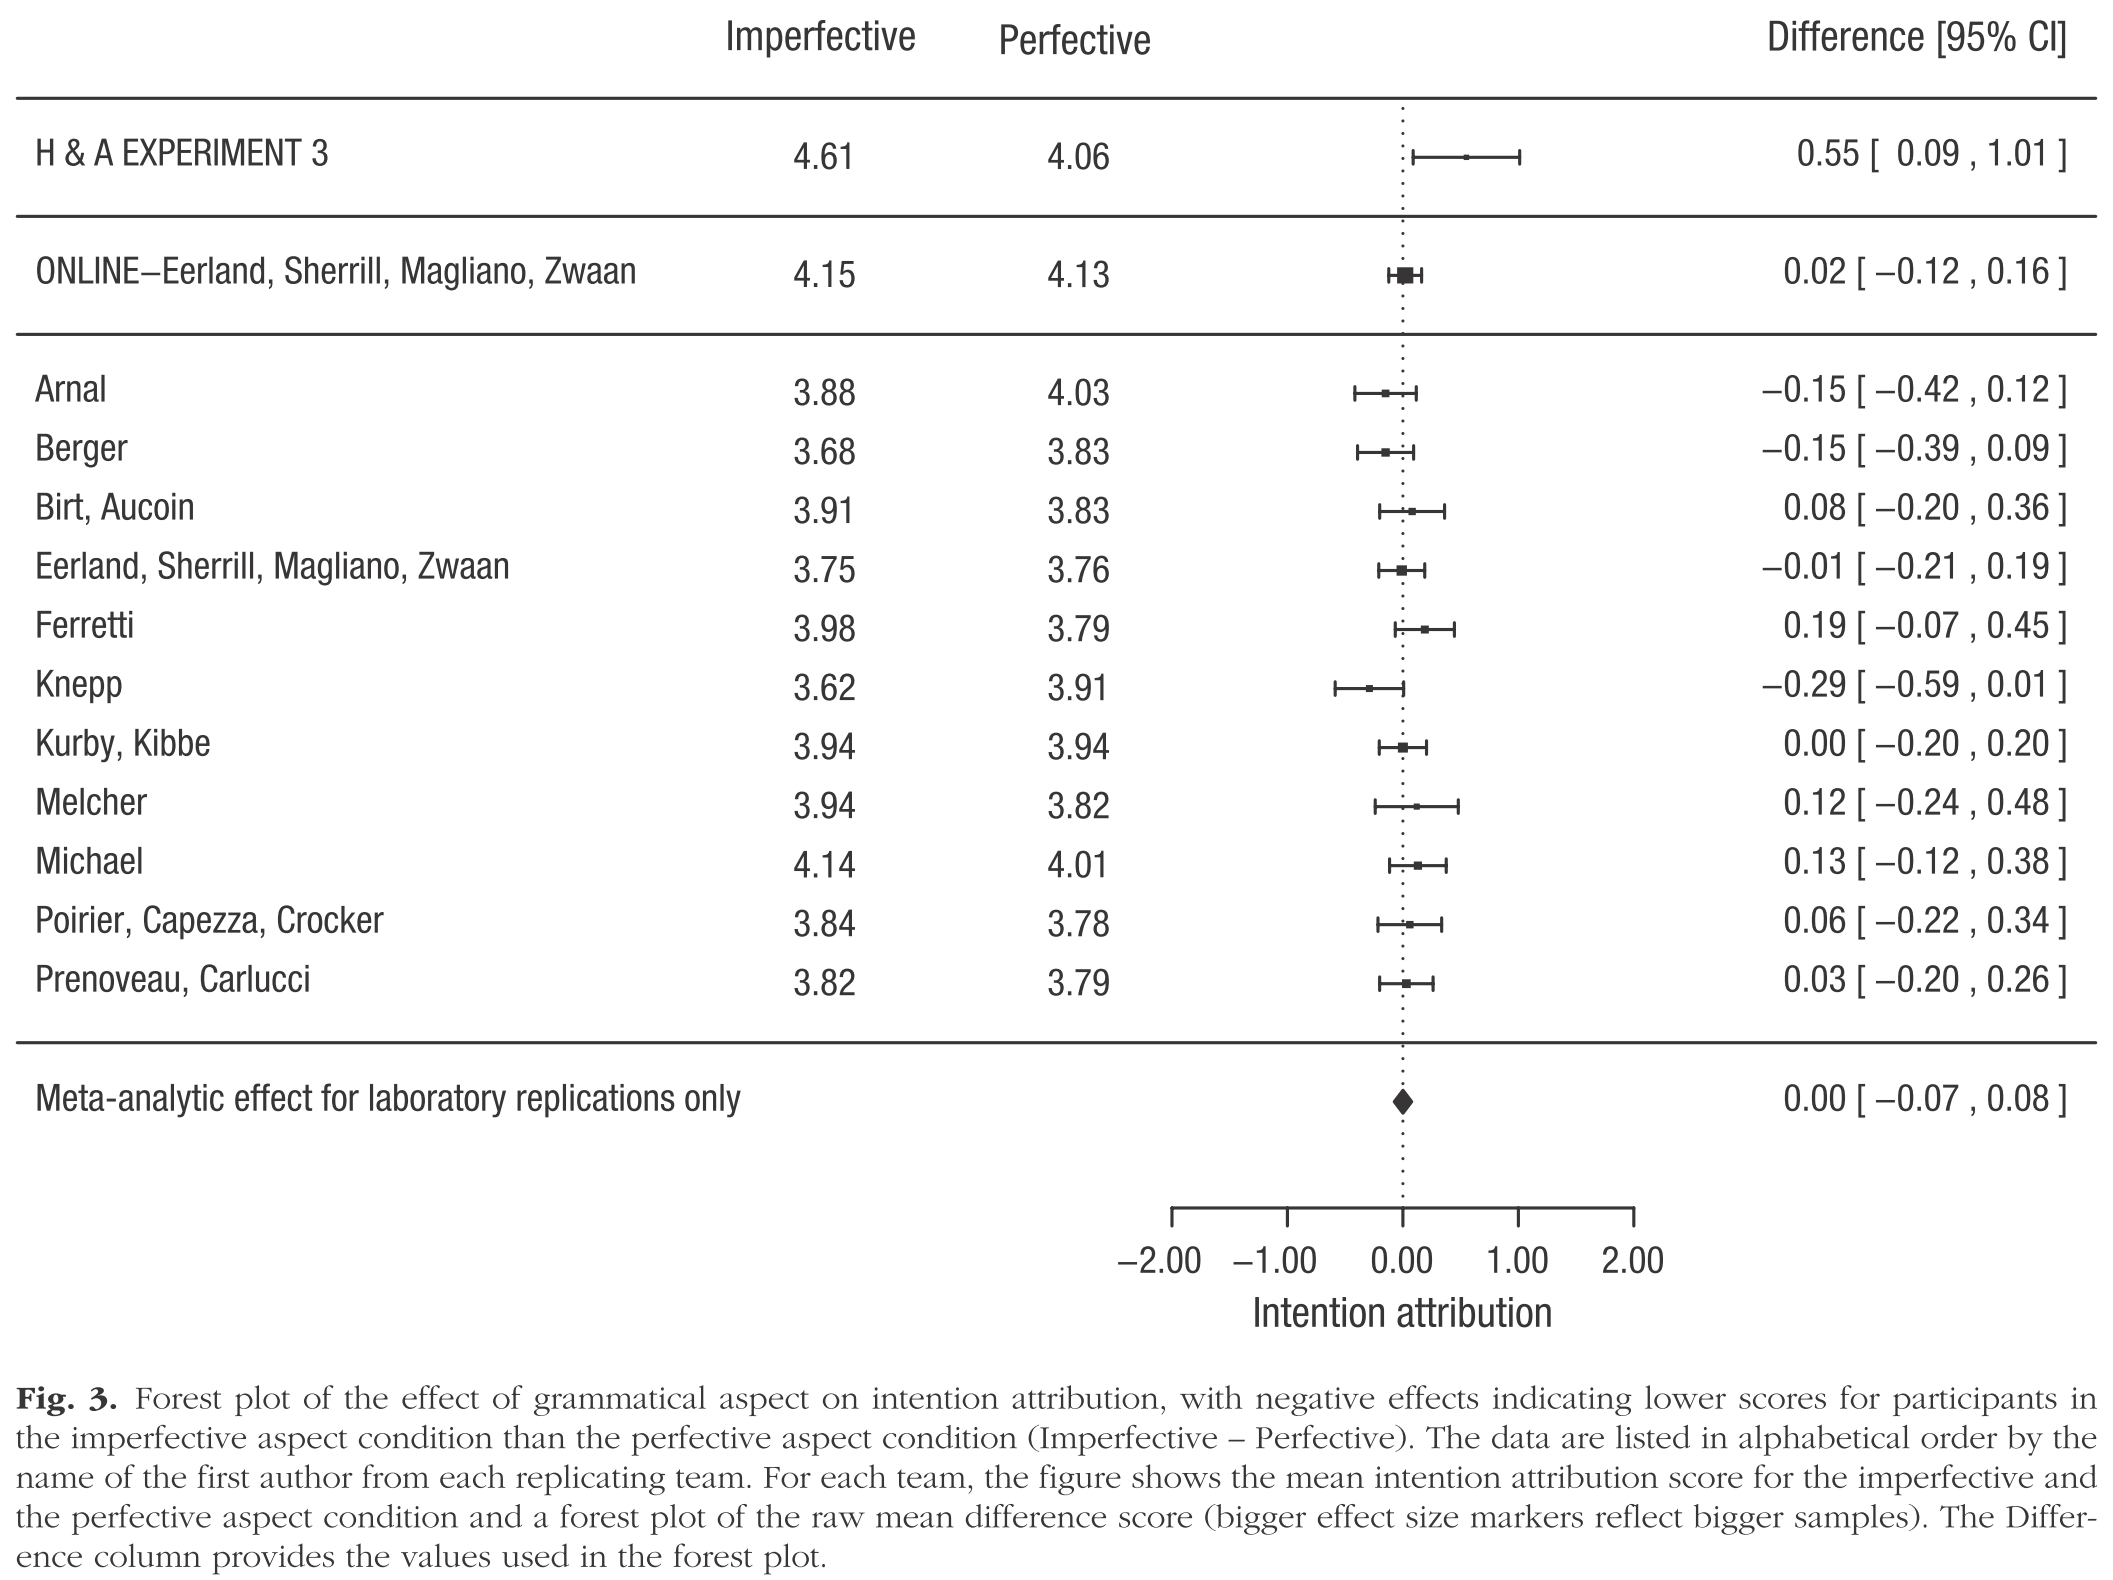 Imperfective Perfective Difference [95% CI]
H & A EXPERIMENT 3 4.61 4.06 0.55 [ 0.09 , 1.01 ]
ONLINE–Eerland, Sherrill, Magliano, Zwaan 4.15 4.13 0.02 [ –0.12 , 0.16 ]
Arnal 3.88 4.03 –0.15 [ –0.42 , 0.12 ]
Berger 3.68 3.83 –0.15 [ –0.39 , 0.09 ]
Birt, Aucoin 3.91 3.83 0.08 [ –0.20 , 0.36 ]
Eerland, Sherrill, Magliano, Zwaan 3.75 3.76 –0.01 [ –0.21 , 0.19 ]
Ferretti 3.98 3.79 0.19 [ –0.07 , 0.45 ]
Knepp 3.62 3.91 –0.29 [ –0.59 , 0.01 ]
Kurby, Kibbe 3.94 3.94 0.00 [ –0.20 , 0.20 ]
Melcher 3.94 3.82 0.12 [ –0.24 , 0.48 ]
Michael 4.14 4.01 0.13 [ –0.12 , 0.38 ]
Poirier, Capezza, Crocker 3.84 3.78 0.06 [ –0.22 , 0.34 ]
Prenoveau, Carlucci 3.82 3.79 0.03 [ –0.20 , 0.26 ]
Meta-analytic effect for laboratory replications only 0.00 [ –0.07 , 0.08 ]
–2.00 –1.00 0.00 1.00 2.00
Intention attribution
Fig. 3. Forest plot of the effect of grammatical aspect on intention attribution, with negative effects indicating lower scores for participants in
the imperfective aspect condition than the perfective aspect condition (Imperfective – Perfective). The data are listed in alphabetical order by the
name of the first author from each replicating team. For each team, the figure shows the mean intention attribution score for the imperfective and
the perfective aspect condition and a forest plot of the raw mean difference score (bigger effect size markers reflect bigger samples). The Differ-
ence column provides the values used in the forest plot.